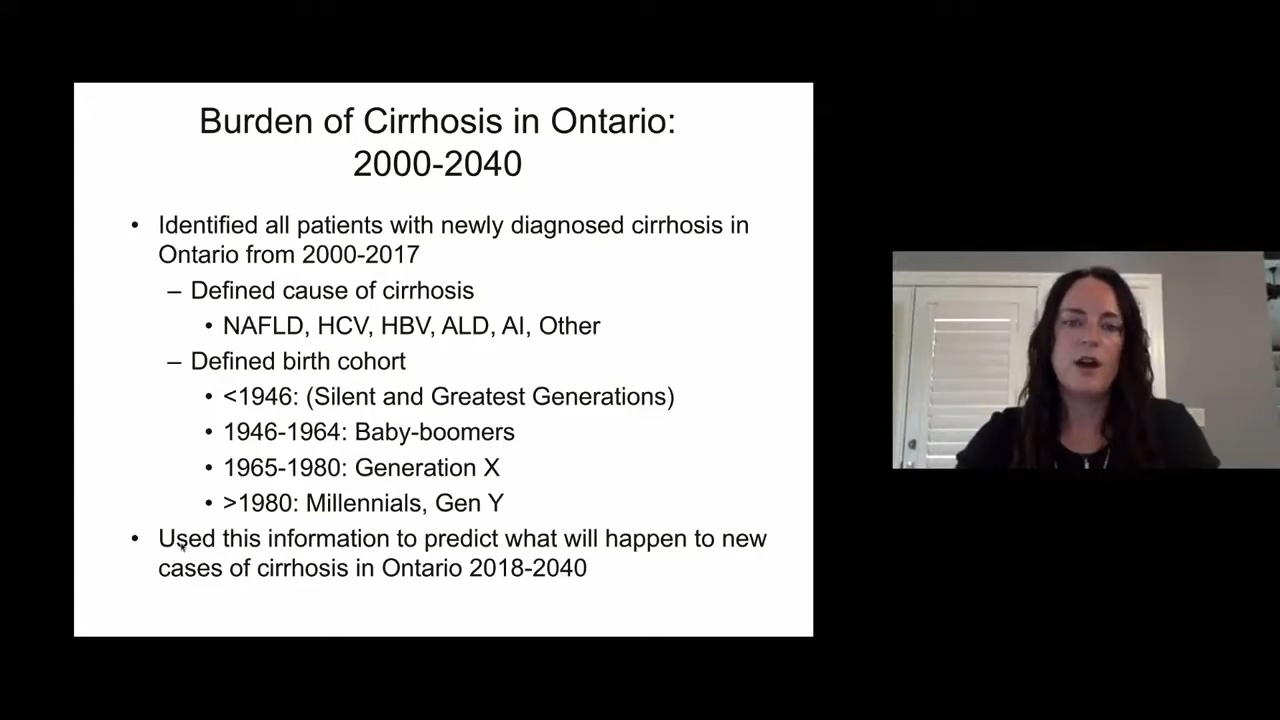 Burden of Cirrhosis in Ontario:
2000-2040
• Identified all patients with newly diagnosed cirrhosis in
Ontario from 2000-2017
– Defined cause of cirrhosis
• NAFLD, HCV, HBV, ALD, AI, Other
– Defined birth cohort
• <1946: (Silent and Greatest Generations)
• 1946-1964: Baby-boomers
• 1965-1980: Generation X
• >1980: Millennials, Gen Y
• Used this information to predict what will happen to new
cases of cirrhosis in Ontario 2018-2040